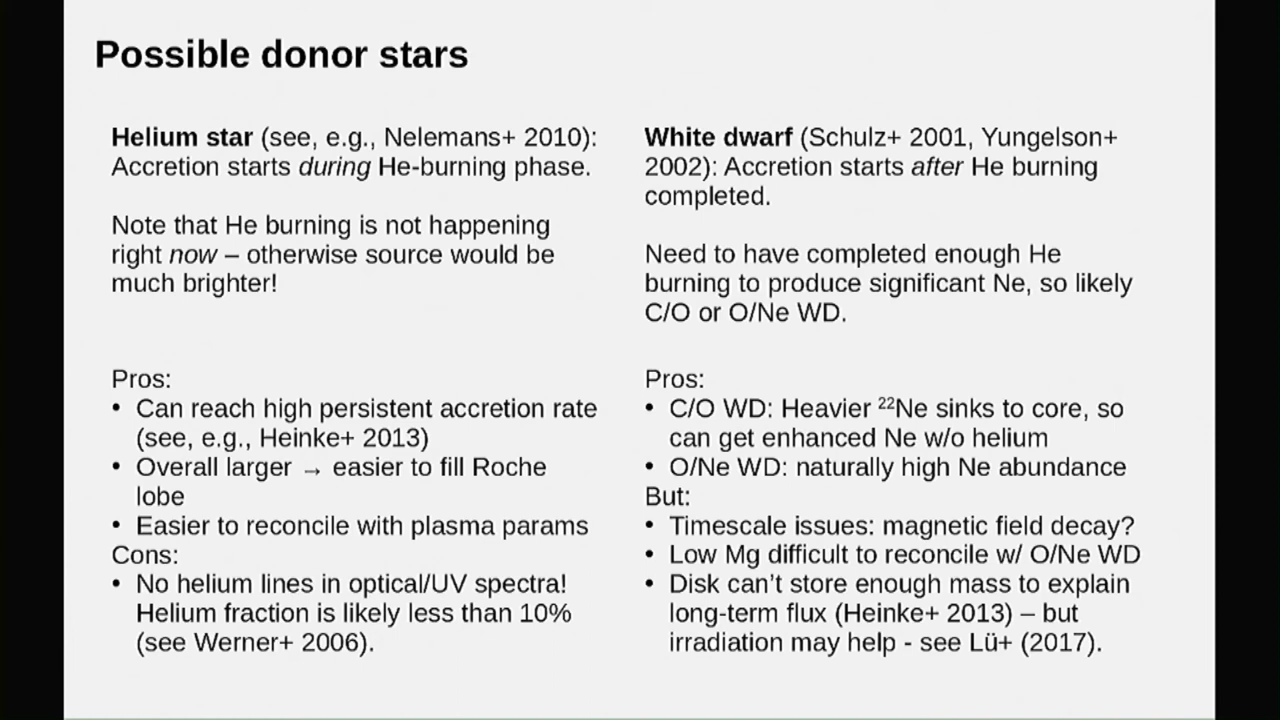 Possible donor stars
Helium star (see, e.g., Nelemans+ 2010):
Accretion starts during He-burning phase.
Note that He burning is not happening
right now – otherwise source would be
much brighter!
Pros:
• Can reach high persistent accretion rate
(see, e.g., Heinke+ 2013)
• Overall larger → easier to fill Roche
lobe
• Easier to reconcile with plasma params
Cons:
• No helium lines in optical/UV spectra!
Helium fraction is likely less than 10%
(see Werner+ 2006).
White dwarf (Schulz+ 2001, Yungelson+
2002): Accretion starts after He burning
completed.
Need to have completed enough He
burning to produce significant Ne, so likely
C/O or O/Ne WD.
Pros:
• C/O WD: Heavier ²²Ne sinks to core, so
can get enhanced Ne w/o helium
• O/Ne WD: naturally high Ne abundance
But:
• Timescale issues: magnetic field decay?
• Low Mg difficult to reconcile w/ O/Ne WD
• Disk can't store enough mass to explain
long-term flux (Heinke+ 2013) – but
irradiation may help - see Lü+ (2017).